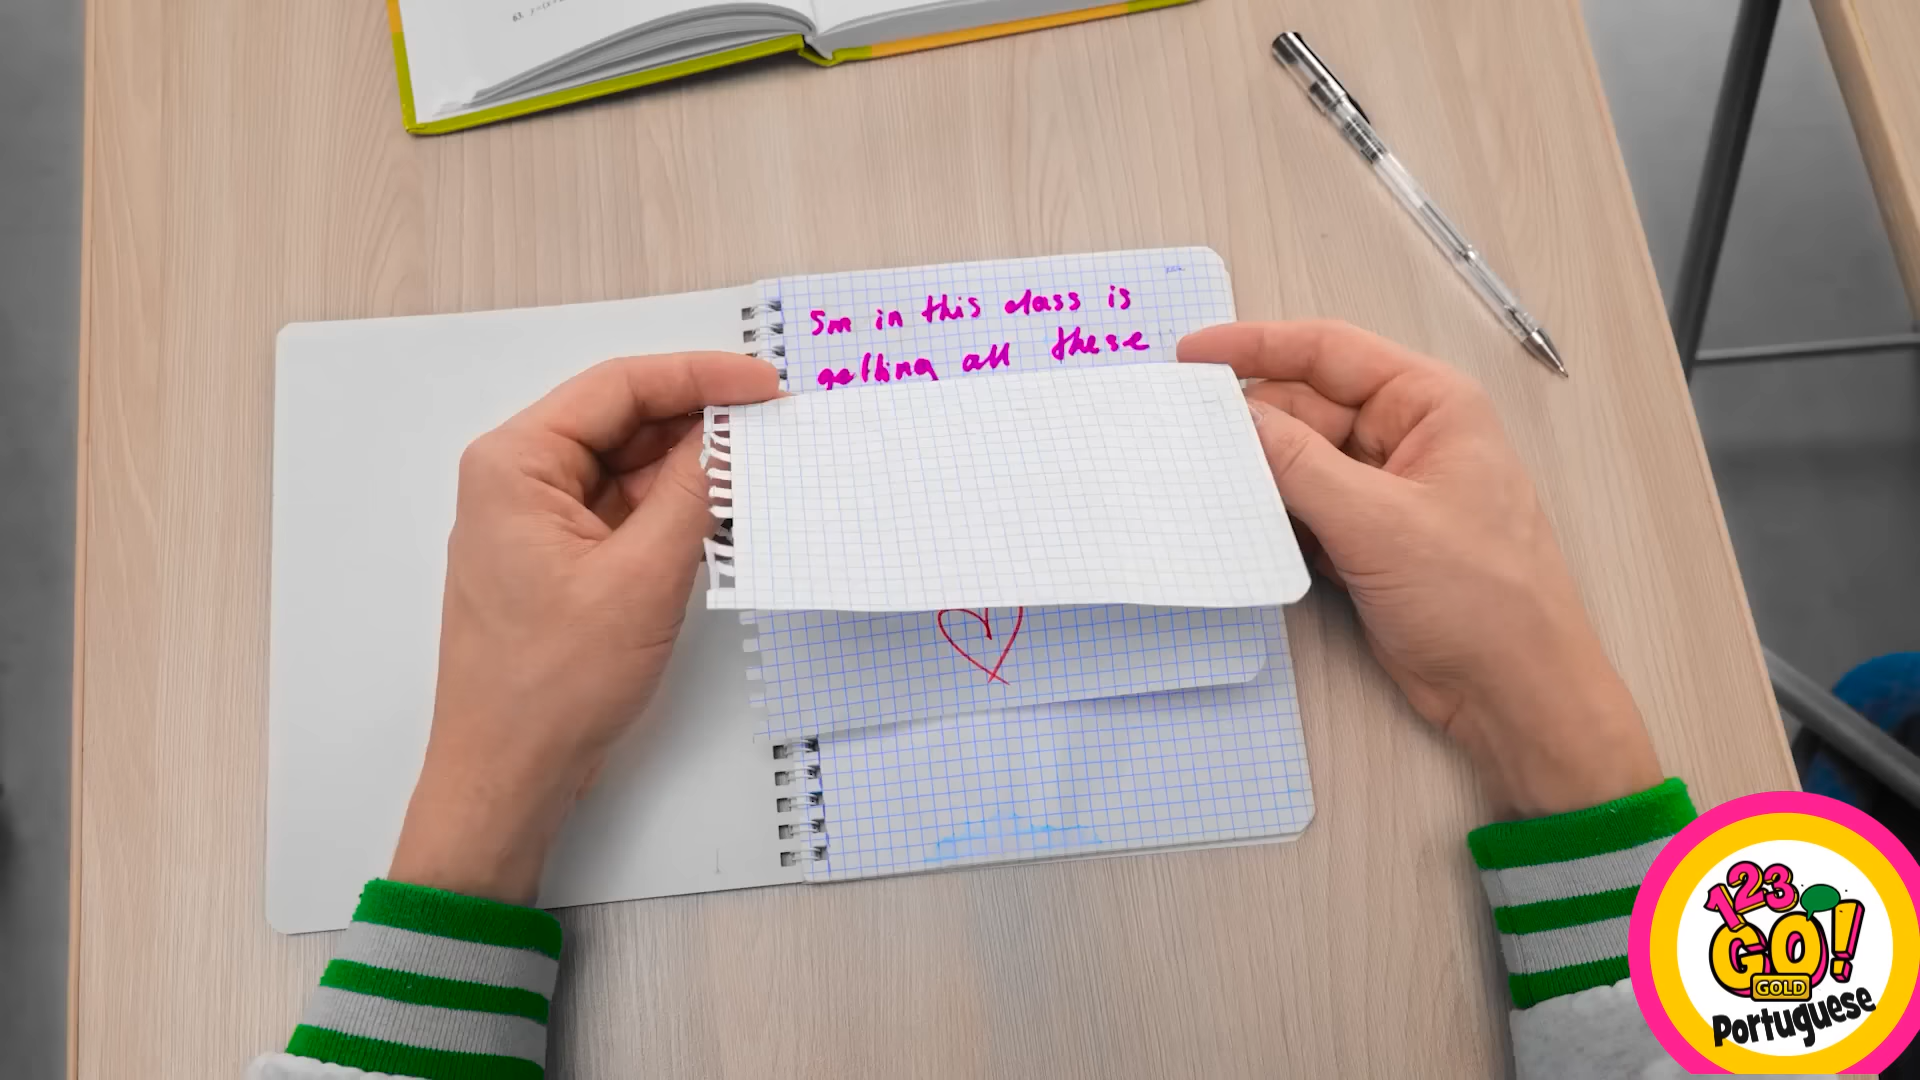 Sm in this class is
getting all these
123
GO!
GOLD
Portuguese